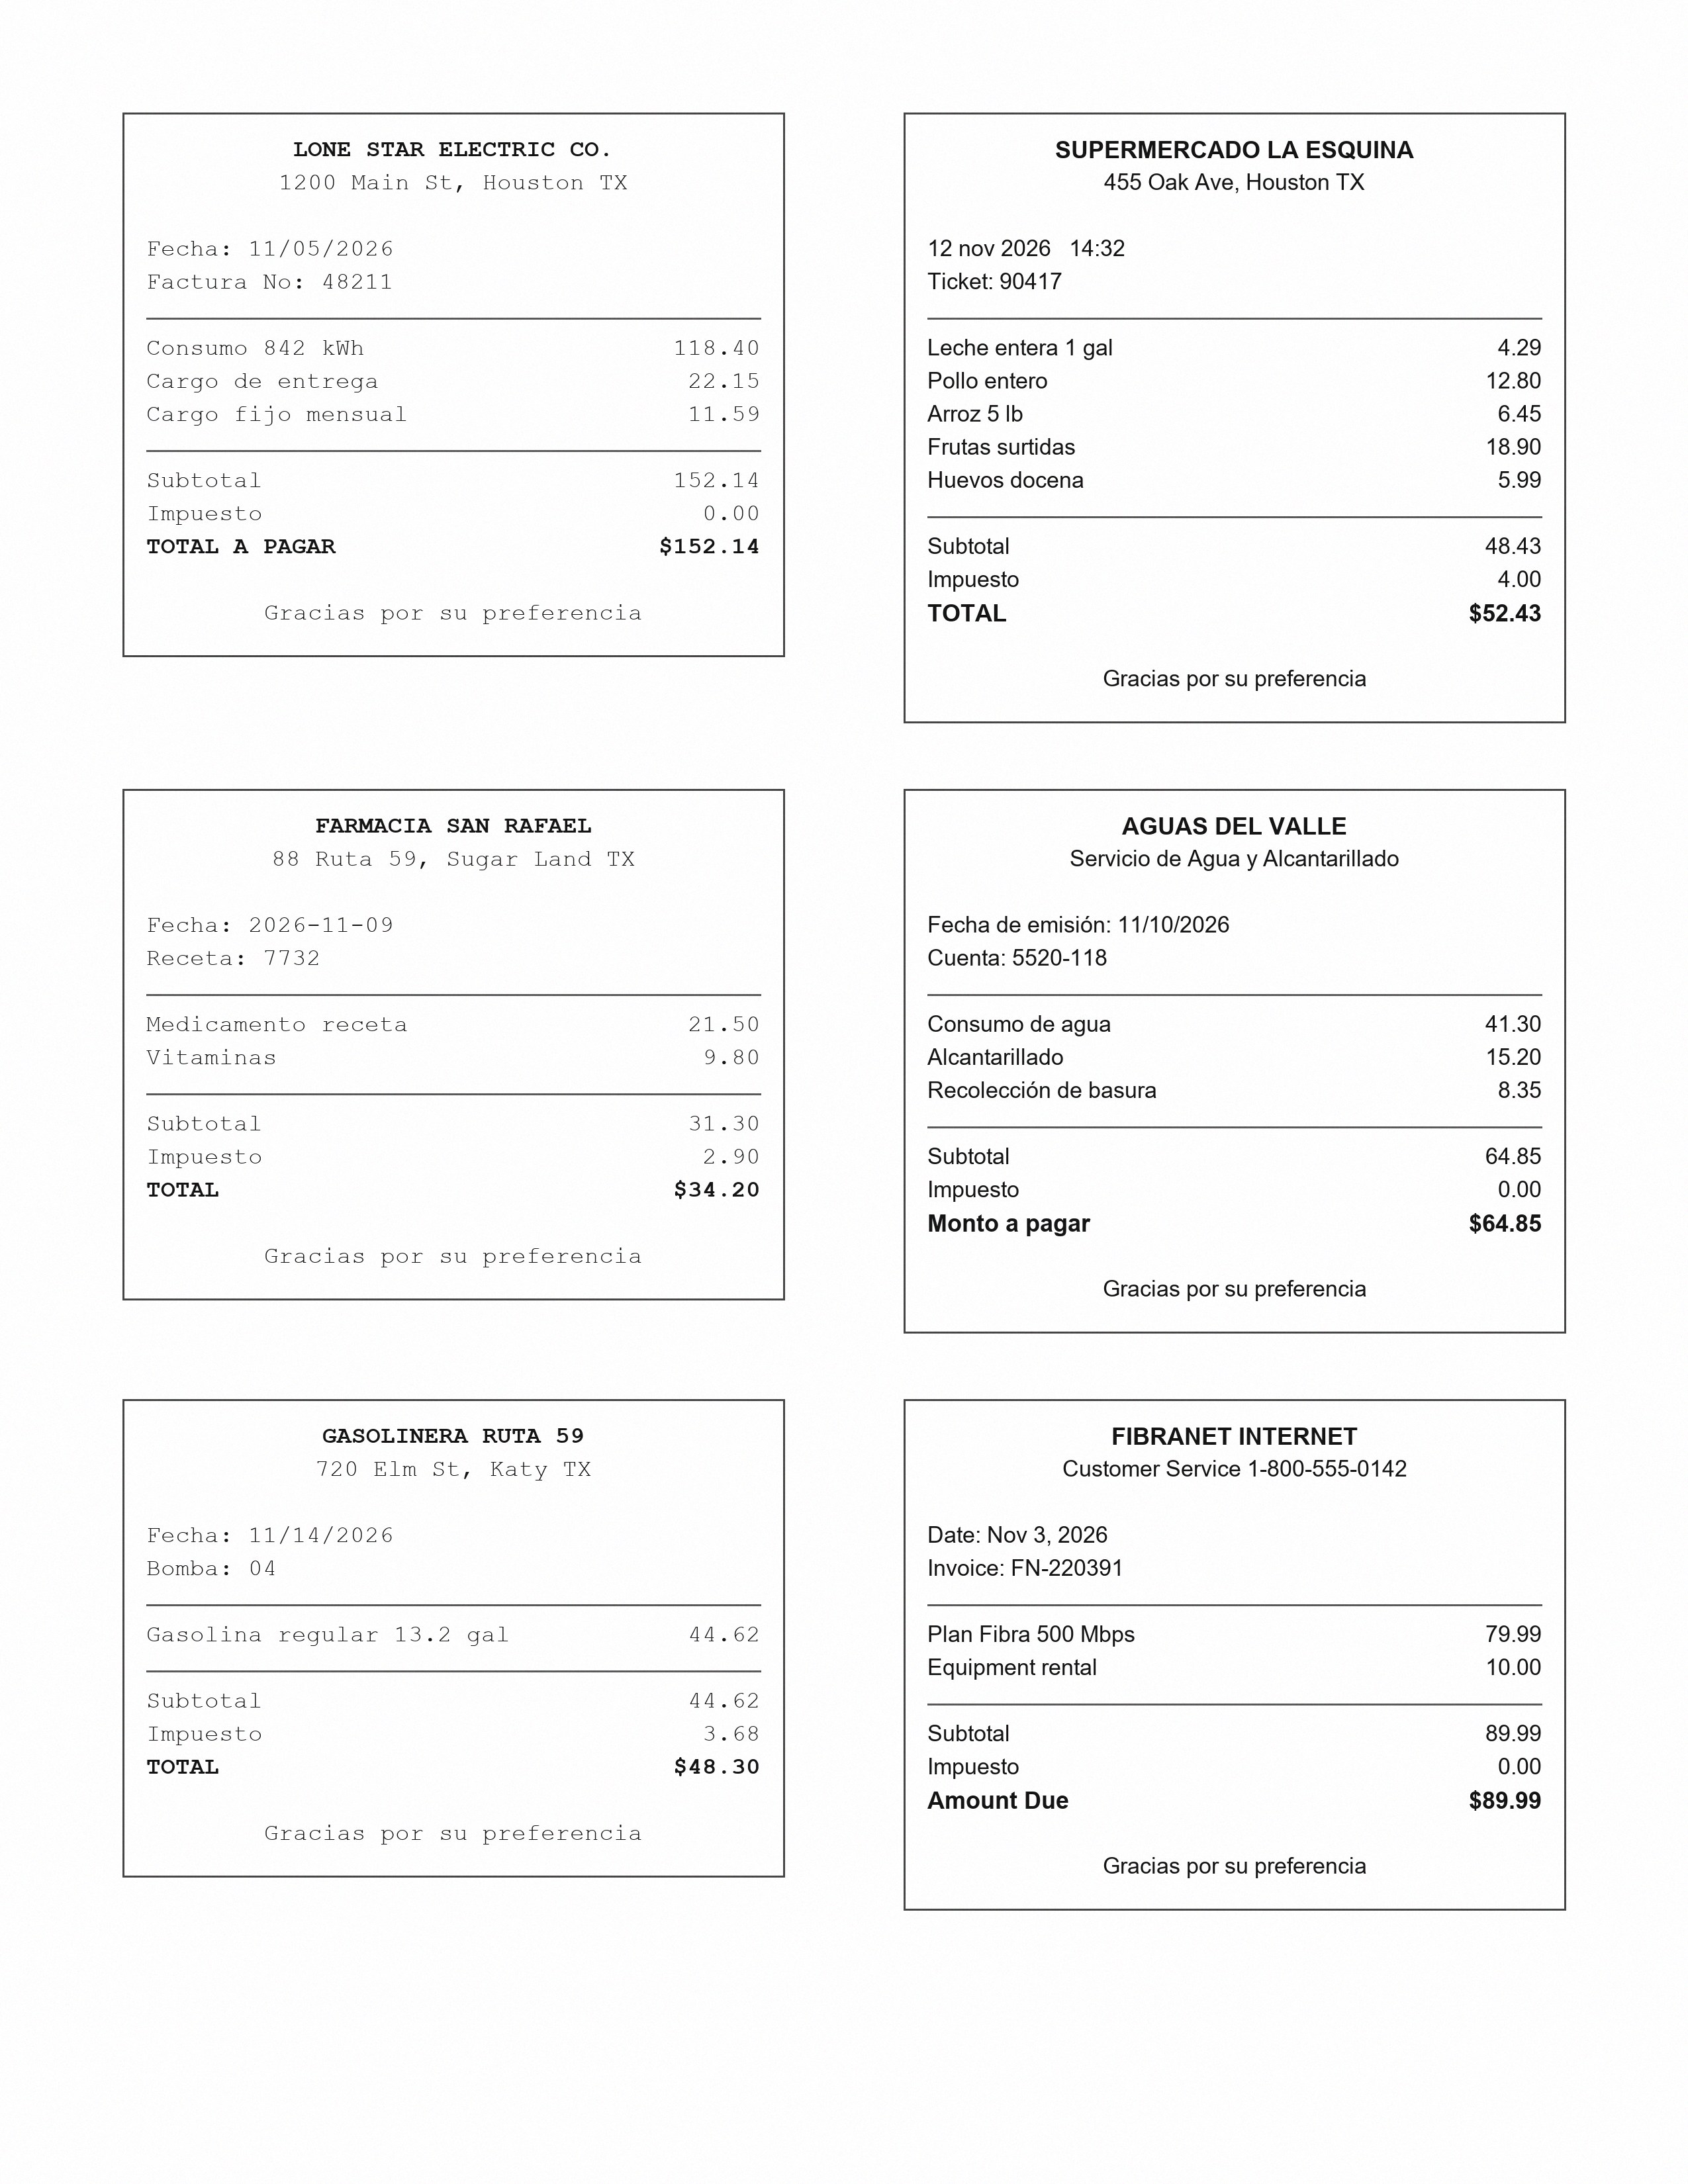 LONE STAR ELECTRIC CO.
1200 Main St, Houston TX
Fecha: 11/05/2026
Factura No: 48211
Consumo 842 kWh 118.40
Cargo de entrega 22.15
Cargo fijo mensual 11.59
Subtotal 152.14
Impuesto 0.00
TOTAL A PAGAR $152.14
Gracias por su preferencia
SUPERMERCADO LA ESQUINA
455 Oak Ave, Houston TX
12 nov 2026 14:32
Ticket: 90417
Leche entera 1 gal 4.29
Pollo entero 12.80
Arroz 5 lb 6.45
Frutas surtidas 18.90
Huevos docena 5.99
Subtotal 48.43
Impuesto 4.00
TOTAL $52.43
Gracias por su preferencia
FARMACIA SAN RAFAEL
88 Ruta 59, Sugar Land TX
Fecha: 2026-11-09
Receta: 7732
Medicamento receta 21.50
Vitaminas 9.80
Subtotal 31.30
Impuesto 2.90
TOTAL $34.20
Gracias por su preferencia
AGUAS DEL VALLE
Servicio de Agua y Alcantarillado
Fecha de emisión: 11/10/2026
Cuenta: 5520-118
Consumo de agua 41.30
Alcantarillado 15.20
Recolección de basura 8.35
Subtotal 64.85
Impuesto 0.00
Monto a pagar $64.85
Gracias por su preferencia
GASOLINERA RUTA 59
720 Elm St, Katy TX
Fecha: 11/14/2026
Bomba: 04
Gasolina regular 13.2 gal 44.62
Subtotal 44.62
Impuesto 3.68
TOTAL $48.30
Gracias por su preferencia
FIBRANET INTERNET
Customer Service 1-800-555-0142
Date: Nov 3, 2026
Invoice: FN-220391
Plan Fibra 500 Mbps 79.99
Equipment rental 10.00
Subtotal 89.99
Impuesto 0.00
Amount Due $89.99
Gracias por su preferencia